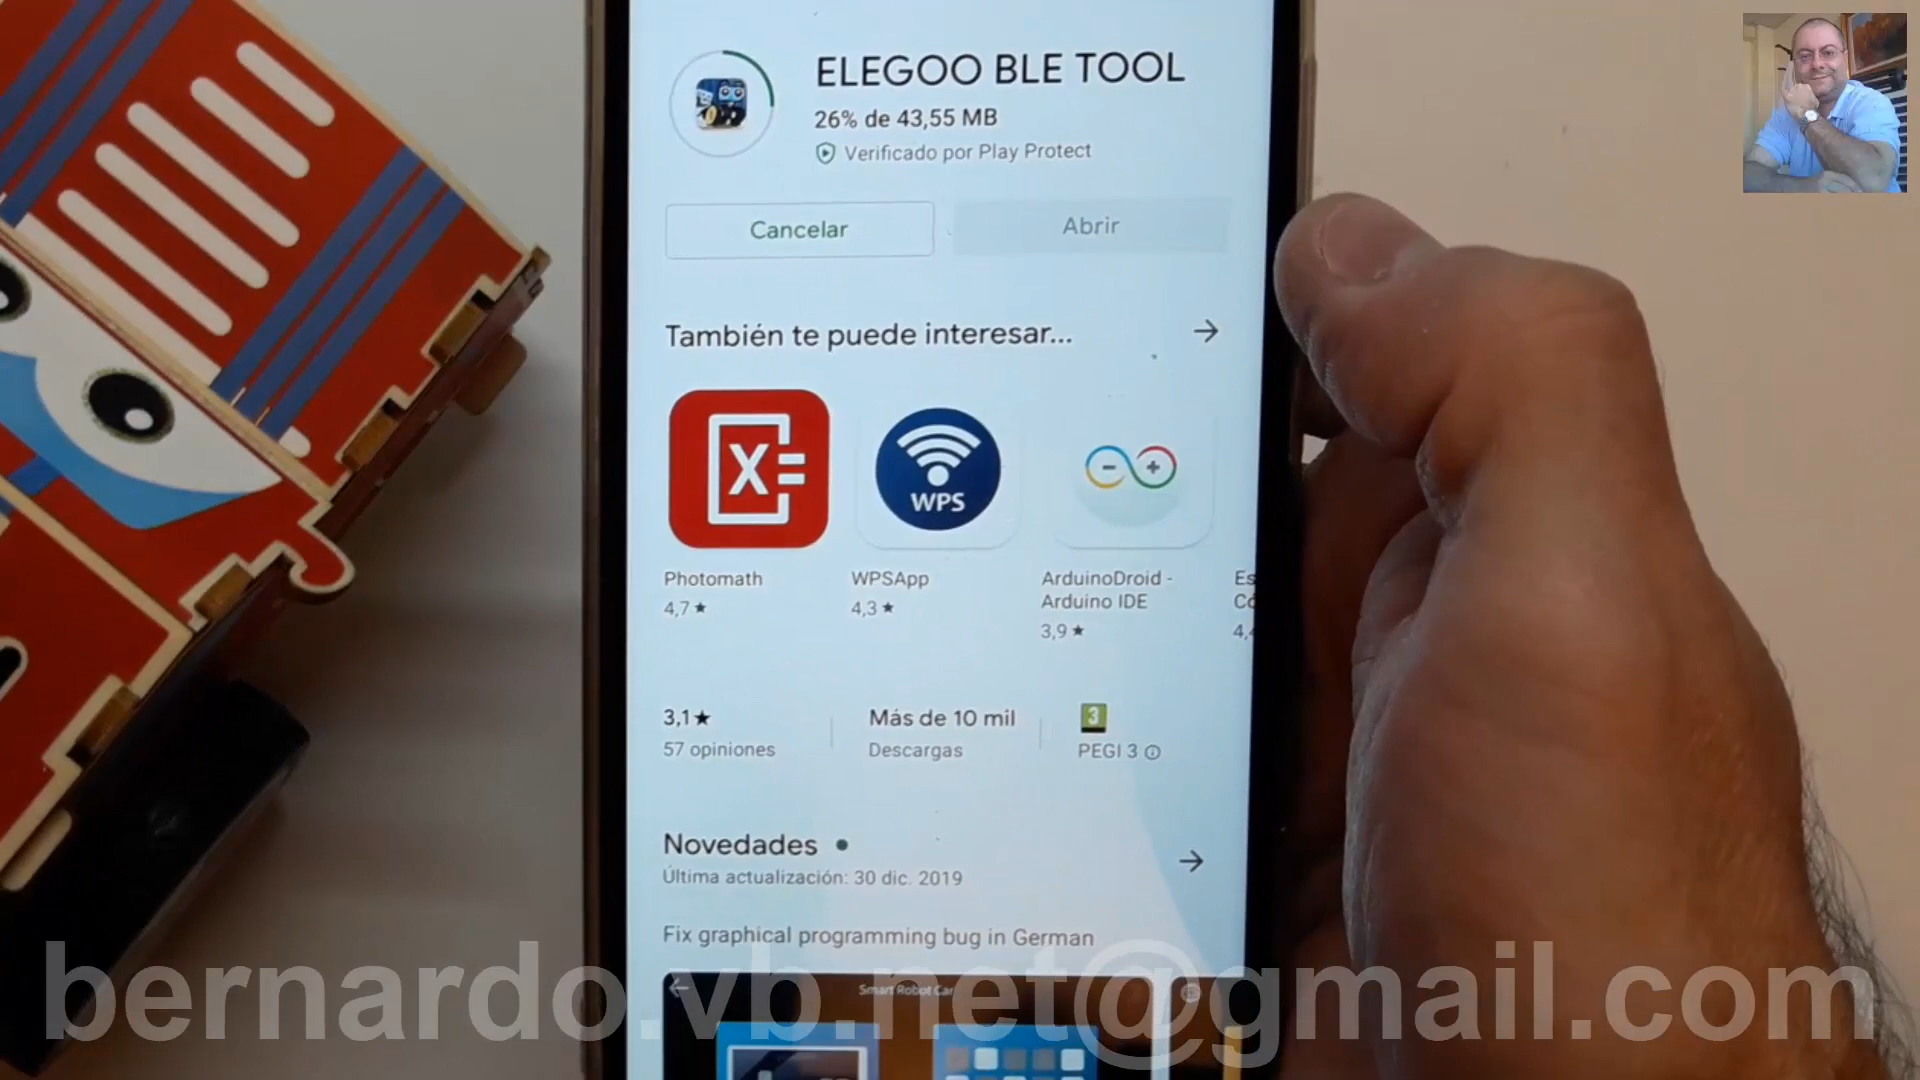 ELEGOO BLE TOOL
26% de 43,55 MB
Verificado por Play Protect
Cancelar
Abrir
También te puede interesar...
X=
WPS
Photomath
WPSApp
ArduinoDroid -
Arduino IDE
4,7★
4,3★
3,9★
3,1★
57 opiniones
Más de 10 mil
Descargas
3
PEGI 3
Novedades
Última actualización: 30 dic. 2019
Fix graphical programming bug in German
Smart Robot Car
bernardo.vb.net@gmail.com